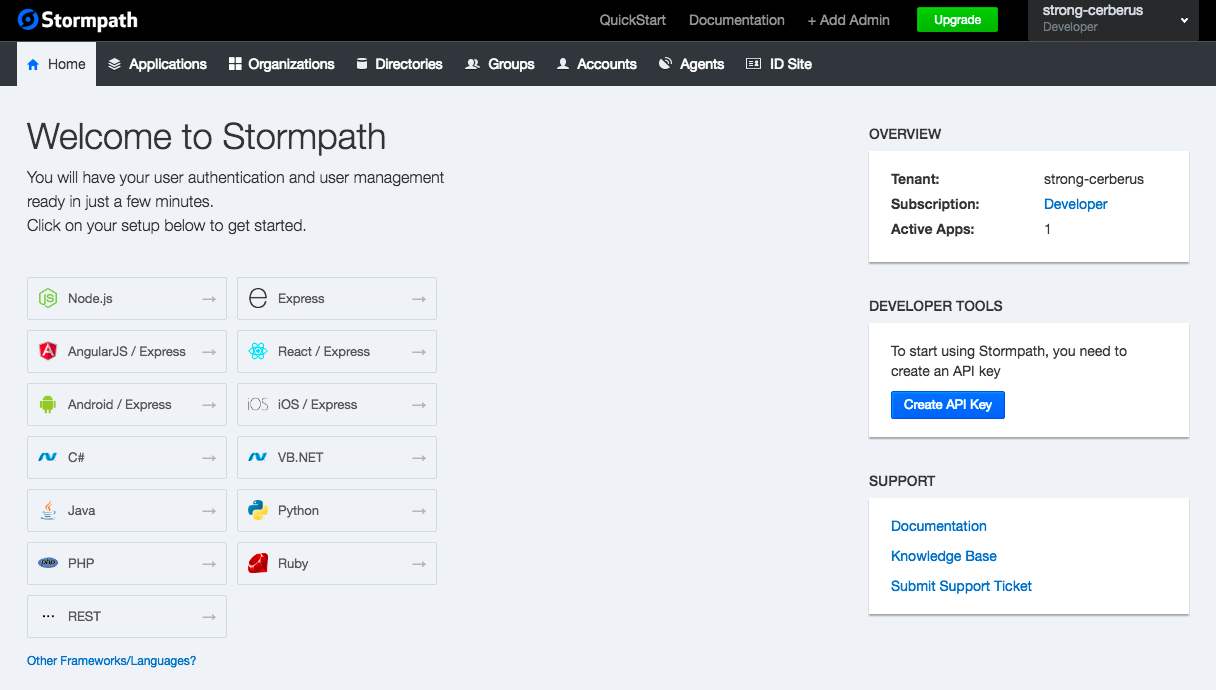 Stormpath
QuickStart Documentation + Add Admin Upgrade strong-cerberus
Developer
Home Applications Organizations Directories Groups Accounts Agents ID Site
Welcome to Stormpath
You will have your user authentication and user management
ready in just a few minutes.
Click on your setup below to get started.
JS Node.js → Express →
AngularJS / Express → React / Express →
Android / Express → iOS iOS / Express →
C# → VB.NET →
Java → Python →
php PHP → Ruby →
... REST →
Other Frameworks/Languages?
OVERVIEW
Tenant: strong-cerberus
Subscription: Developer
Active Apps: 1
DEVELOPER TOOLS
To start using Stormpath, you need to
create an API key
Create API Key
SUPPORT
Documentation
Knowledge Base
Submit Support Ticket